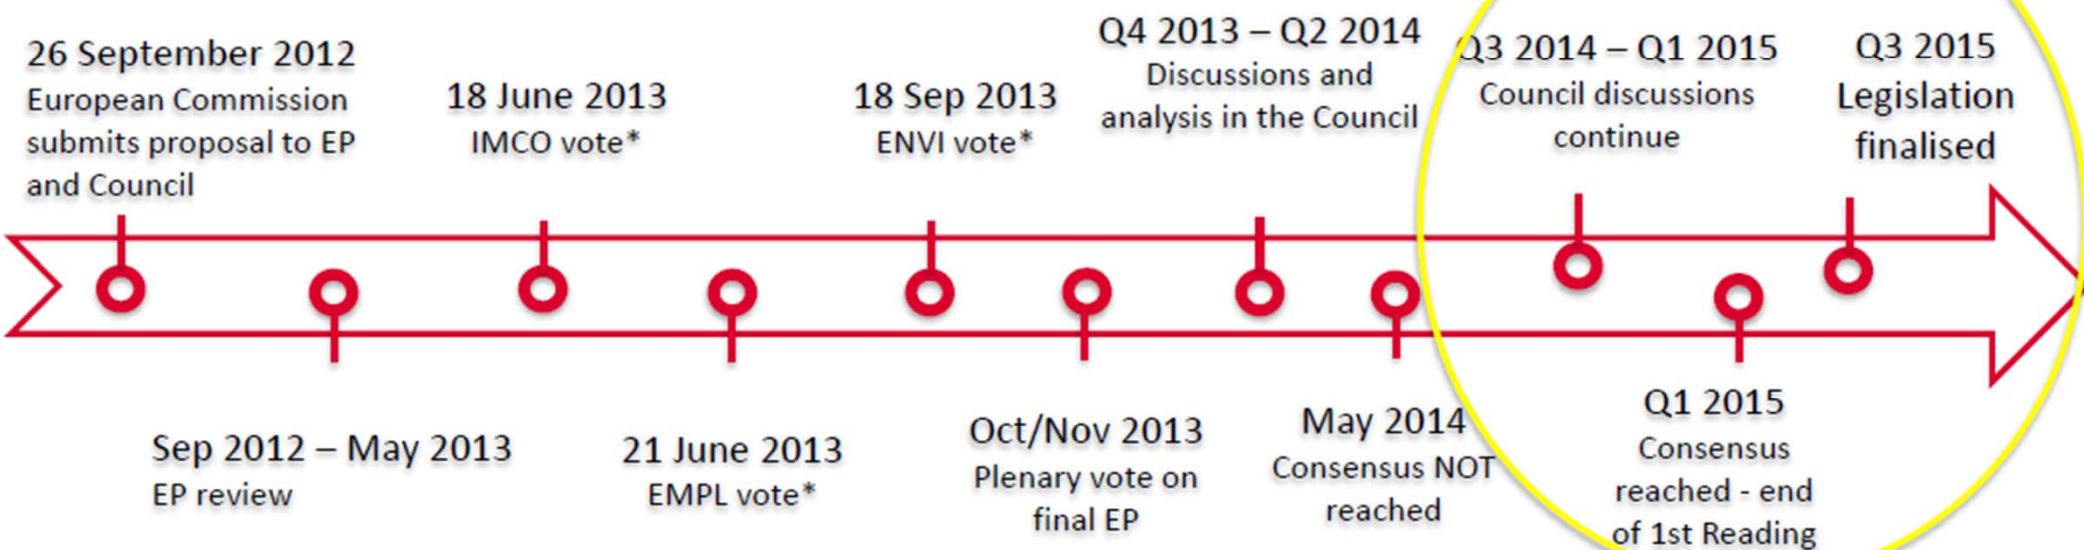 26 September 2012
European Commission
submits proposal to EP
and Council
18 June 2013
IMCO vote*
18 Sep 2013
ENVI vote*
Q4 2013 – Q2 2014
Discussions and
analysis in the Council
Q3 2014 – Q1 2015
Council discussions
continue
Q3 2015
Legislation
finalised
Sep 2012 – May 2013
EP review
21 June 2013
EMPL vote*
Oct/Nov 2013
Plenary vote on
final EP
May 2014
Consensus NOT
reached
Q1 2015
Consensus
reached - end
of 1st Reading